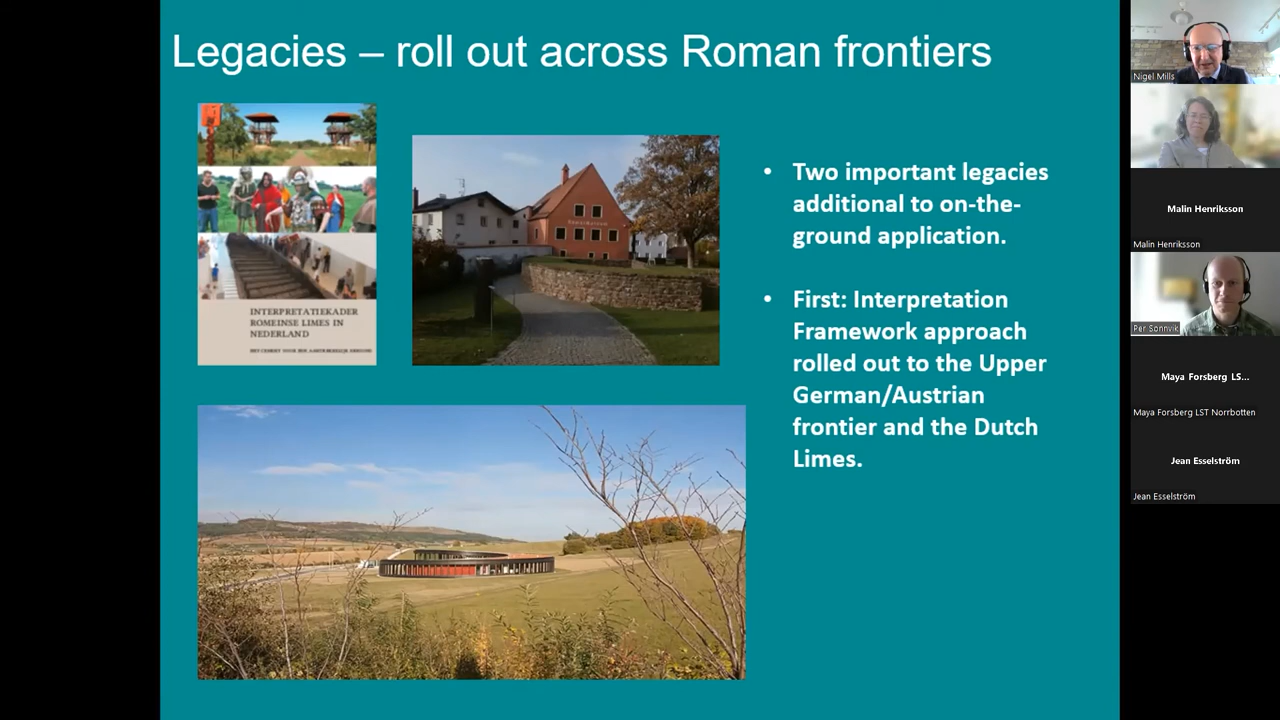 Legacies – roll out across Roman frontiers
INTERPRETATIEKADER
ROMEINSE LIMES IN
NEDERLAND
• Two important legacies
additional to on-the-
ground application.
• First: Interpretation
Framework approach
rolled out to the Upper
German/Austrian
frontier and the Dutch
Limes.
Nigel Mills
Malin Henriksson
Malin Henriksson
Per Sonnvik
Maya Forsberg LS...
Maya Forsberg LST Norrbotten
Jean Esselström
Jean Esselström